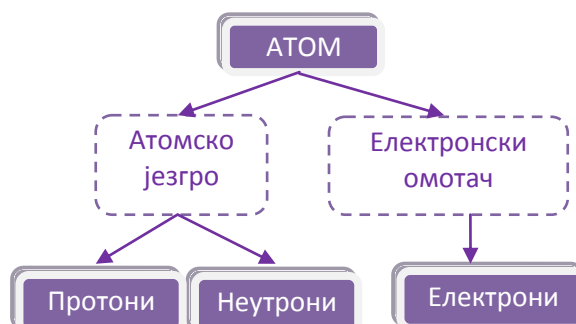 АТОМ
Атомско
језгро
Електронски
омотач
Протони
Неутрони
Електрони